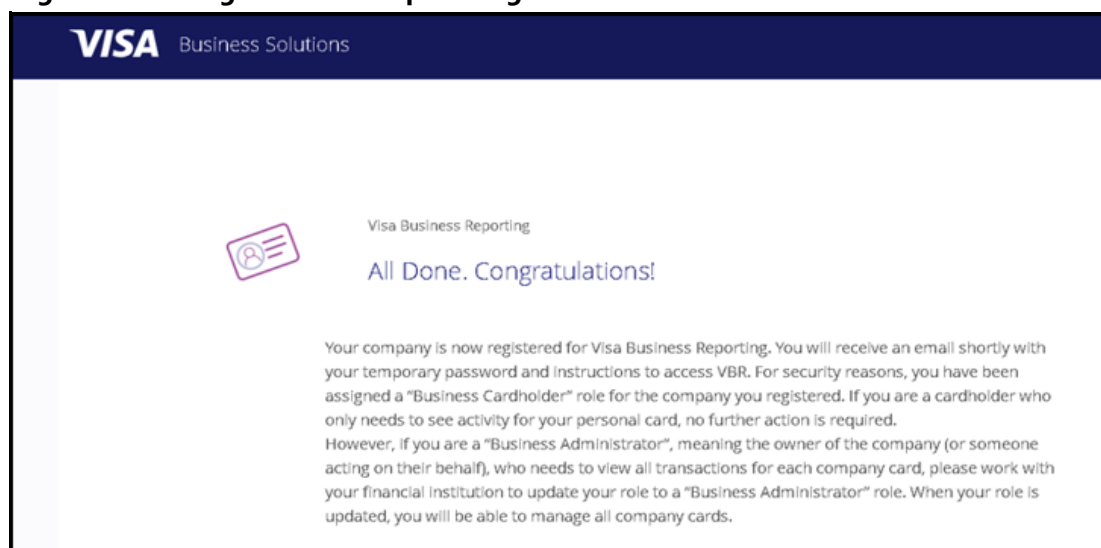 VISA Business Solutions
Visa Business Reporting
All Done. Congratulations!
Your company is now registered for Visa Business Reporting. You will receive an email shortly with
your temporary password and instructions to access VBR. For security reasons, you have been
assigned a "Business Cardholder" role for the company you registered. If you are a cardholder who
only needs to see activity for your personal card, no further action is required.
However, if you are a "Business Administrator", meaning the owner of the company (or someone
acting on their behalf), who needs to view all transactions for each company card, please work with
your financial institution to update your role to a "Business Administrator" role. When your role is
updated, you will be able to manage all company cards.